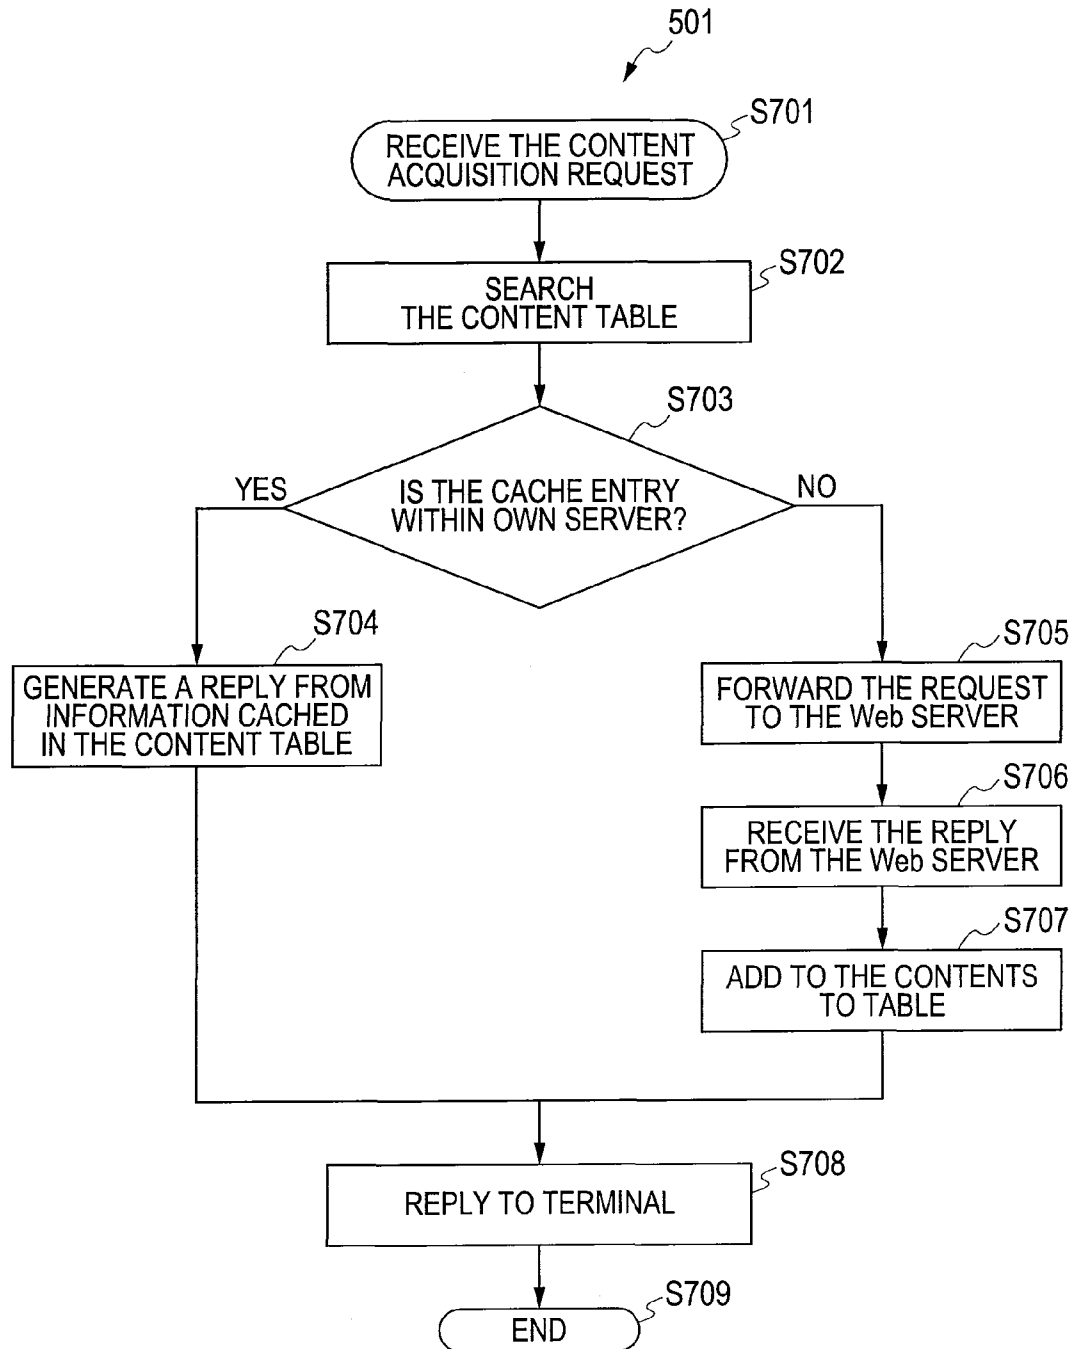 501
S701
RECEIVE THE CONTENT
ACQUISITION REQUEST
S702
SEARCH
THE CONTENT TABLE
S703
YES
IS THE CACHE ENTRY
WITHIN OWN SERVER?
NO
S704
GENERATE A REPLY FROM
INFORMATION CACHED
IN THE CONTENT TABLE
S705
FORWARD THE REQUEST
TO THE Web SERVER
S706
RECEIVE THE REPLY
FROM THE Web SERVER
S707
ADD TO THE CONTENTS
TO TABLE
S708
REPLY TO TERMINAL
S709
END